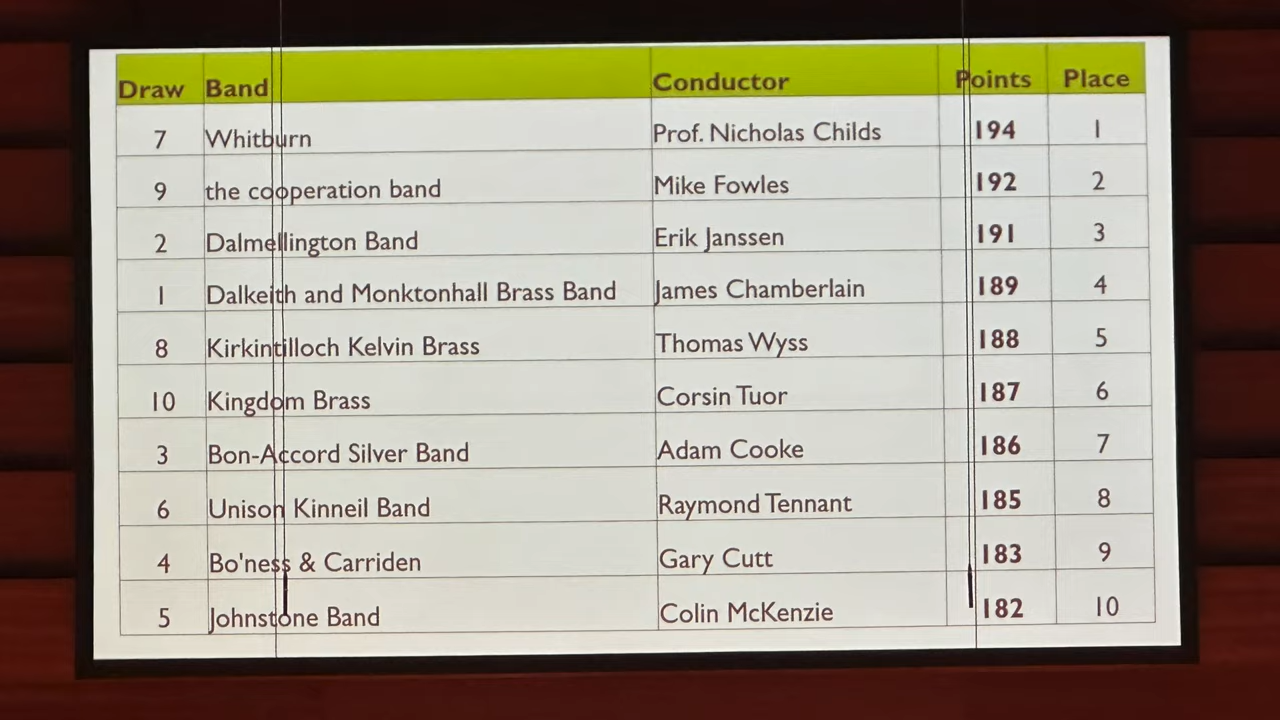 Draw Band Conductor Points Place
7 Whitburn Prof. Nicholas Childs 194 1
9 the cooperation band Mike Fowles 192 2
2 Dalmellington Band Erik Janssen 191 3
1 Dalkeith and Monktonhall Brass Band James Chamberlain 189 4
8 Kirkintilloch Kelvin Brass Thomas Wyss 188 5
10 Kingdom Brass Corsin Tuor 187 6
3 Bon-Accord Silver Band Adam Cooke 186 7
6 Unison Kinneil Band Raymond Tennant 185 8
4 Bo'ness & Carriden Gary Cutt 183 9
5 Johnstone Band Colin McKenzie 182 10